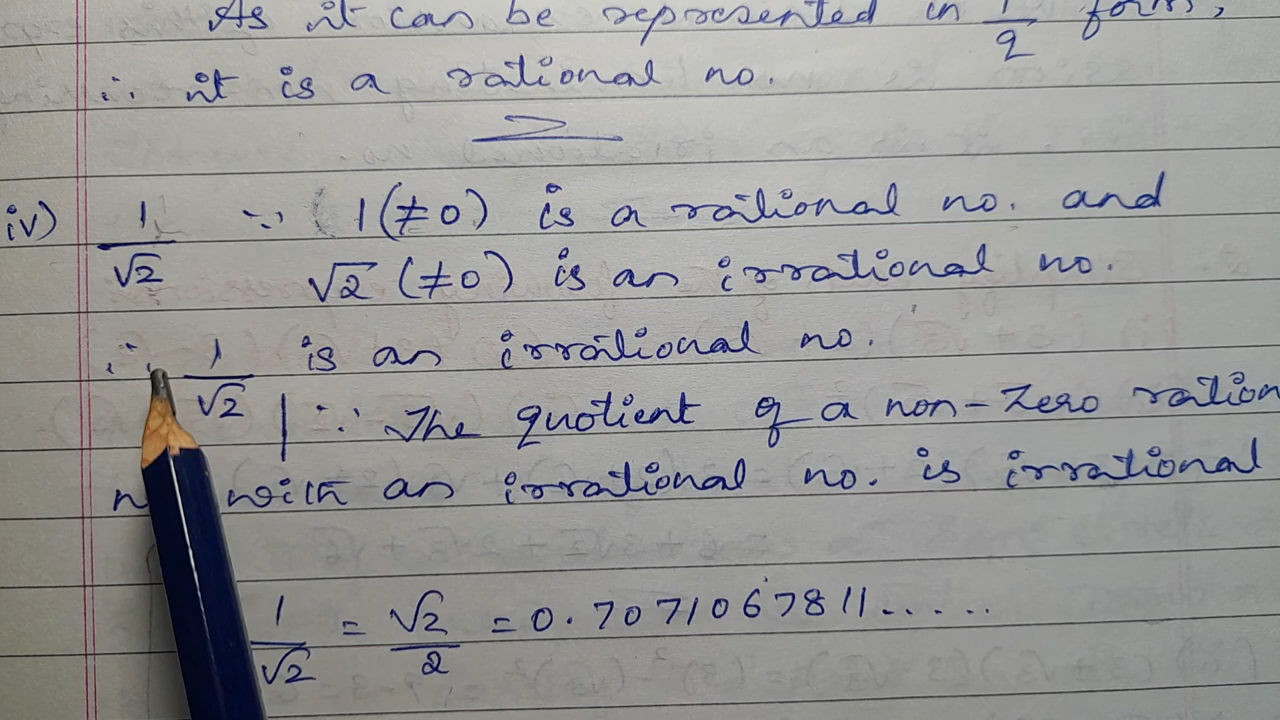 As it can be represented in p/q form,
∴ it is a rational no.
iv) 1/√2 ∵ 1(≠0) is a rational no. and
√2 (≠0) is an irrational no.
∴ 1/√2 is an irrational no.
| ∵ The quotient of a non-zero ration
with an irrational no. is irrational
1/√2 = √2/2 = 0.7071067811.....